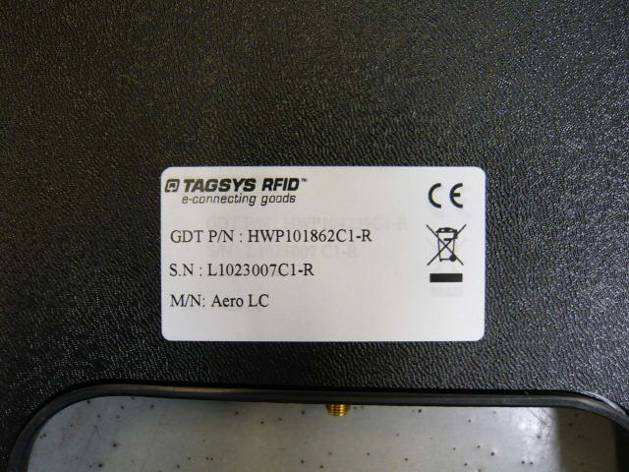 TAGSYS RFID™
e-connecting goods
CE
GDT P/N : HWP101862C1-R
S.N : L1023007C1-R
M/N: Aero LC